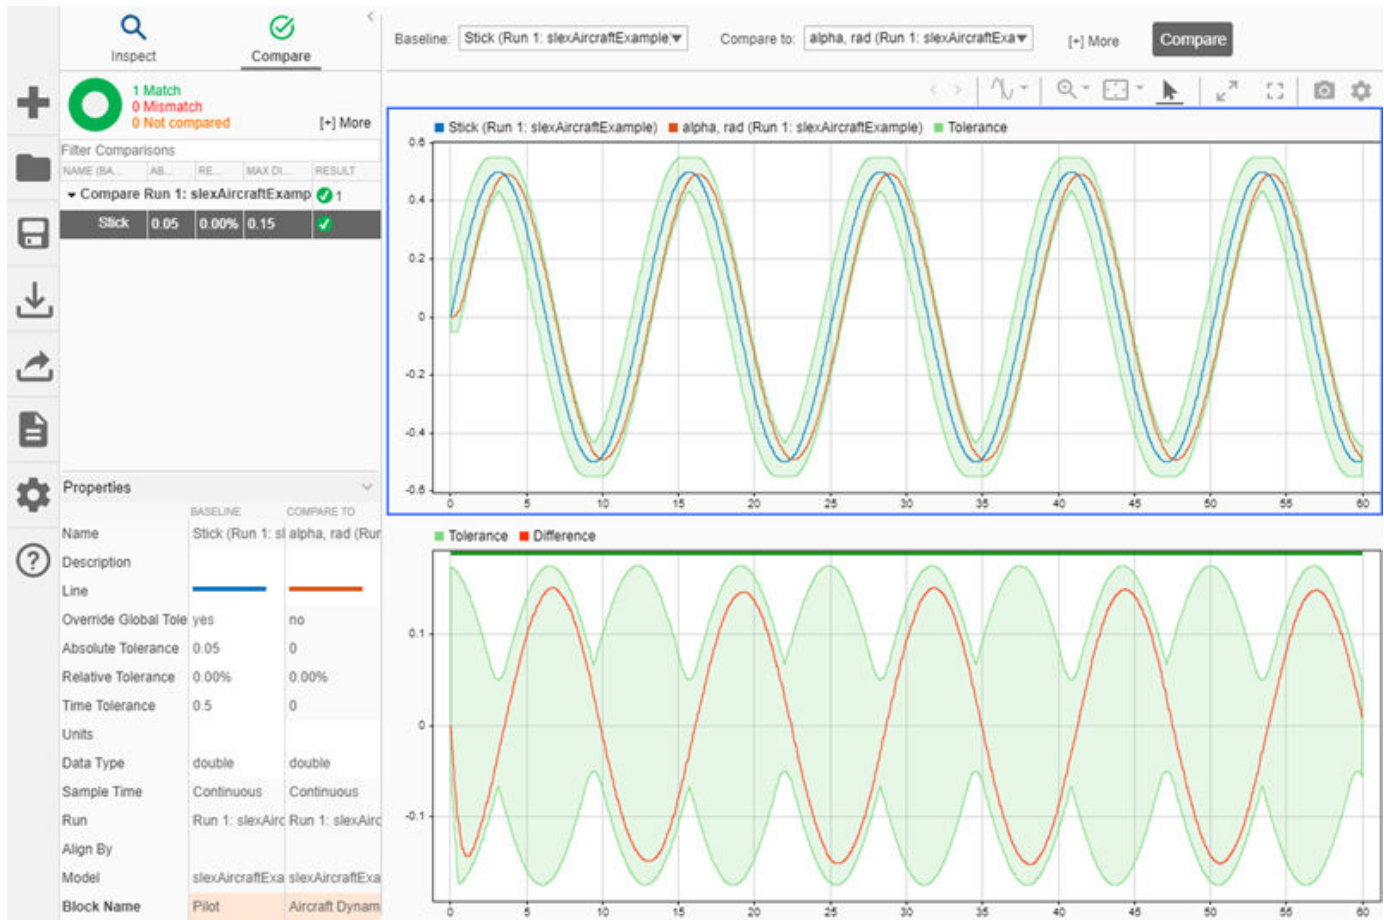 Inspect
Compare
1 Match
0 Mismatch
0 Not compared
[+] More
Filter Comparisons
NAME (BA... AB... RE... MAX DI... RESULT
Compare Run 1: slexAircraftExamp 1
Stick 0.05 0.00% 0.15
Properties
BASELINE COMPARE TO
Name Stick (Run 1: sl alpha, rad (Run
Description
Line
Override Global Tole yes no
Absolute Tolerance 0.05 0
Relative Tolerance 0.00% 0.00%
Time Tolerance 0.5 0
Units
Data Type double double
Sample Time Continuous Continuous
Run Run 1: slexAirc Run 1: slexAirc
Align By
Model slexAircraftExa slexAircraftExa
Block Name Pilot Aircraft Dynam
Baseline: Stick (Run 1: slexAircraftExample) Compare to: alpha, rad (Run 1: slexAircraftExa [+] More Compare
Stick (Run 1: slexAircraftExample) alpha, rad (Run 1: slexAircraftExample) Tolerance
0.6
0.4
0.2
0
-0.2
-0.4
-0.6
0 5 10 15 20 25 30 35 40 45 50 55 60
Tolerance Difference
0.1
0
-0.1
0 5 10 15 20 25 30 35 40 45 50 55 60